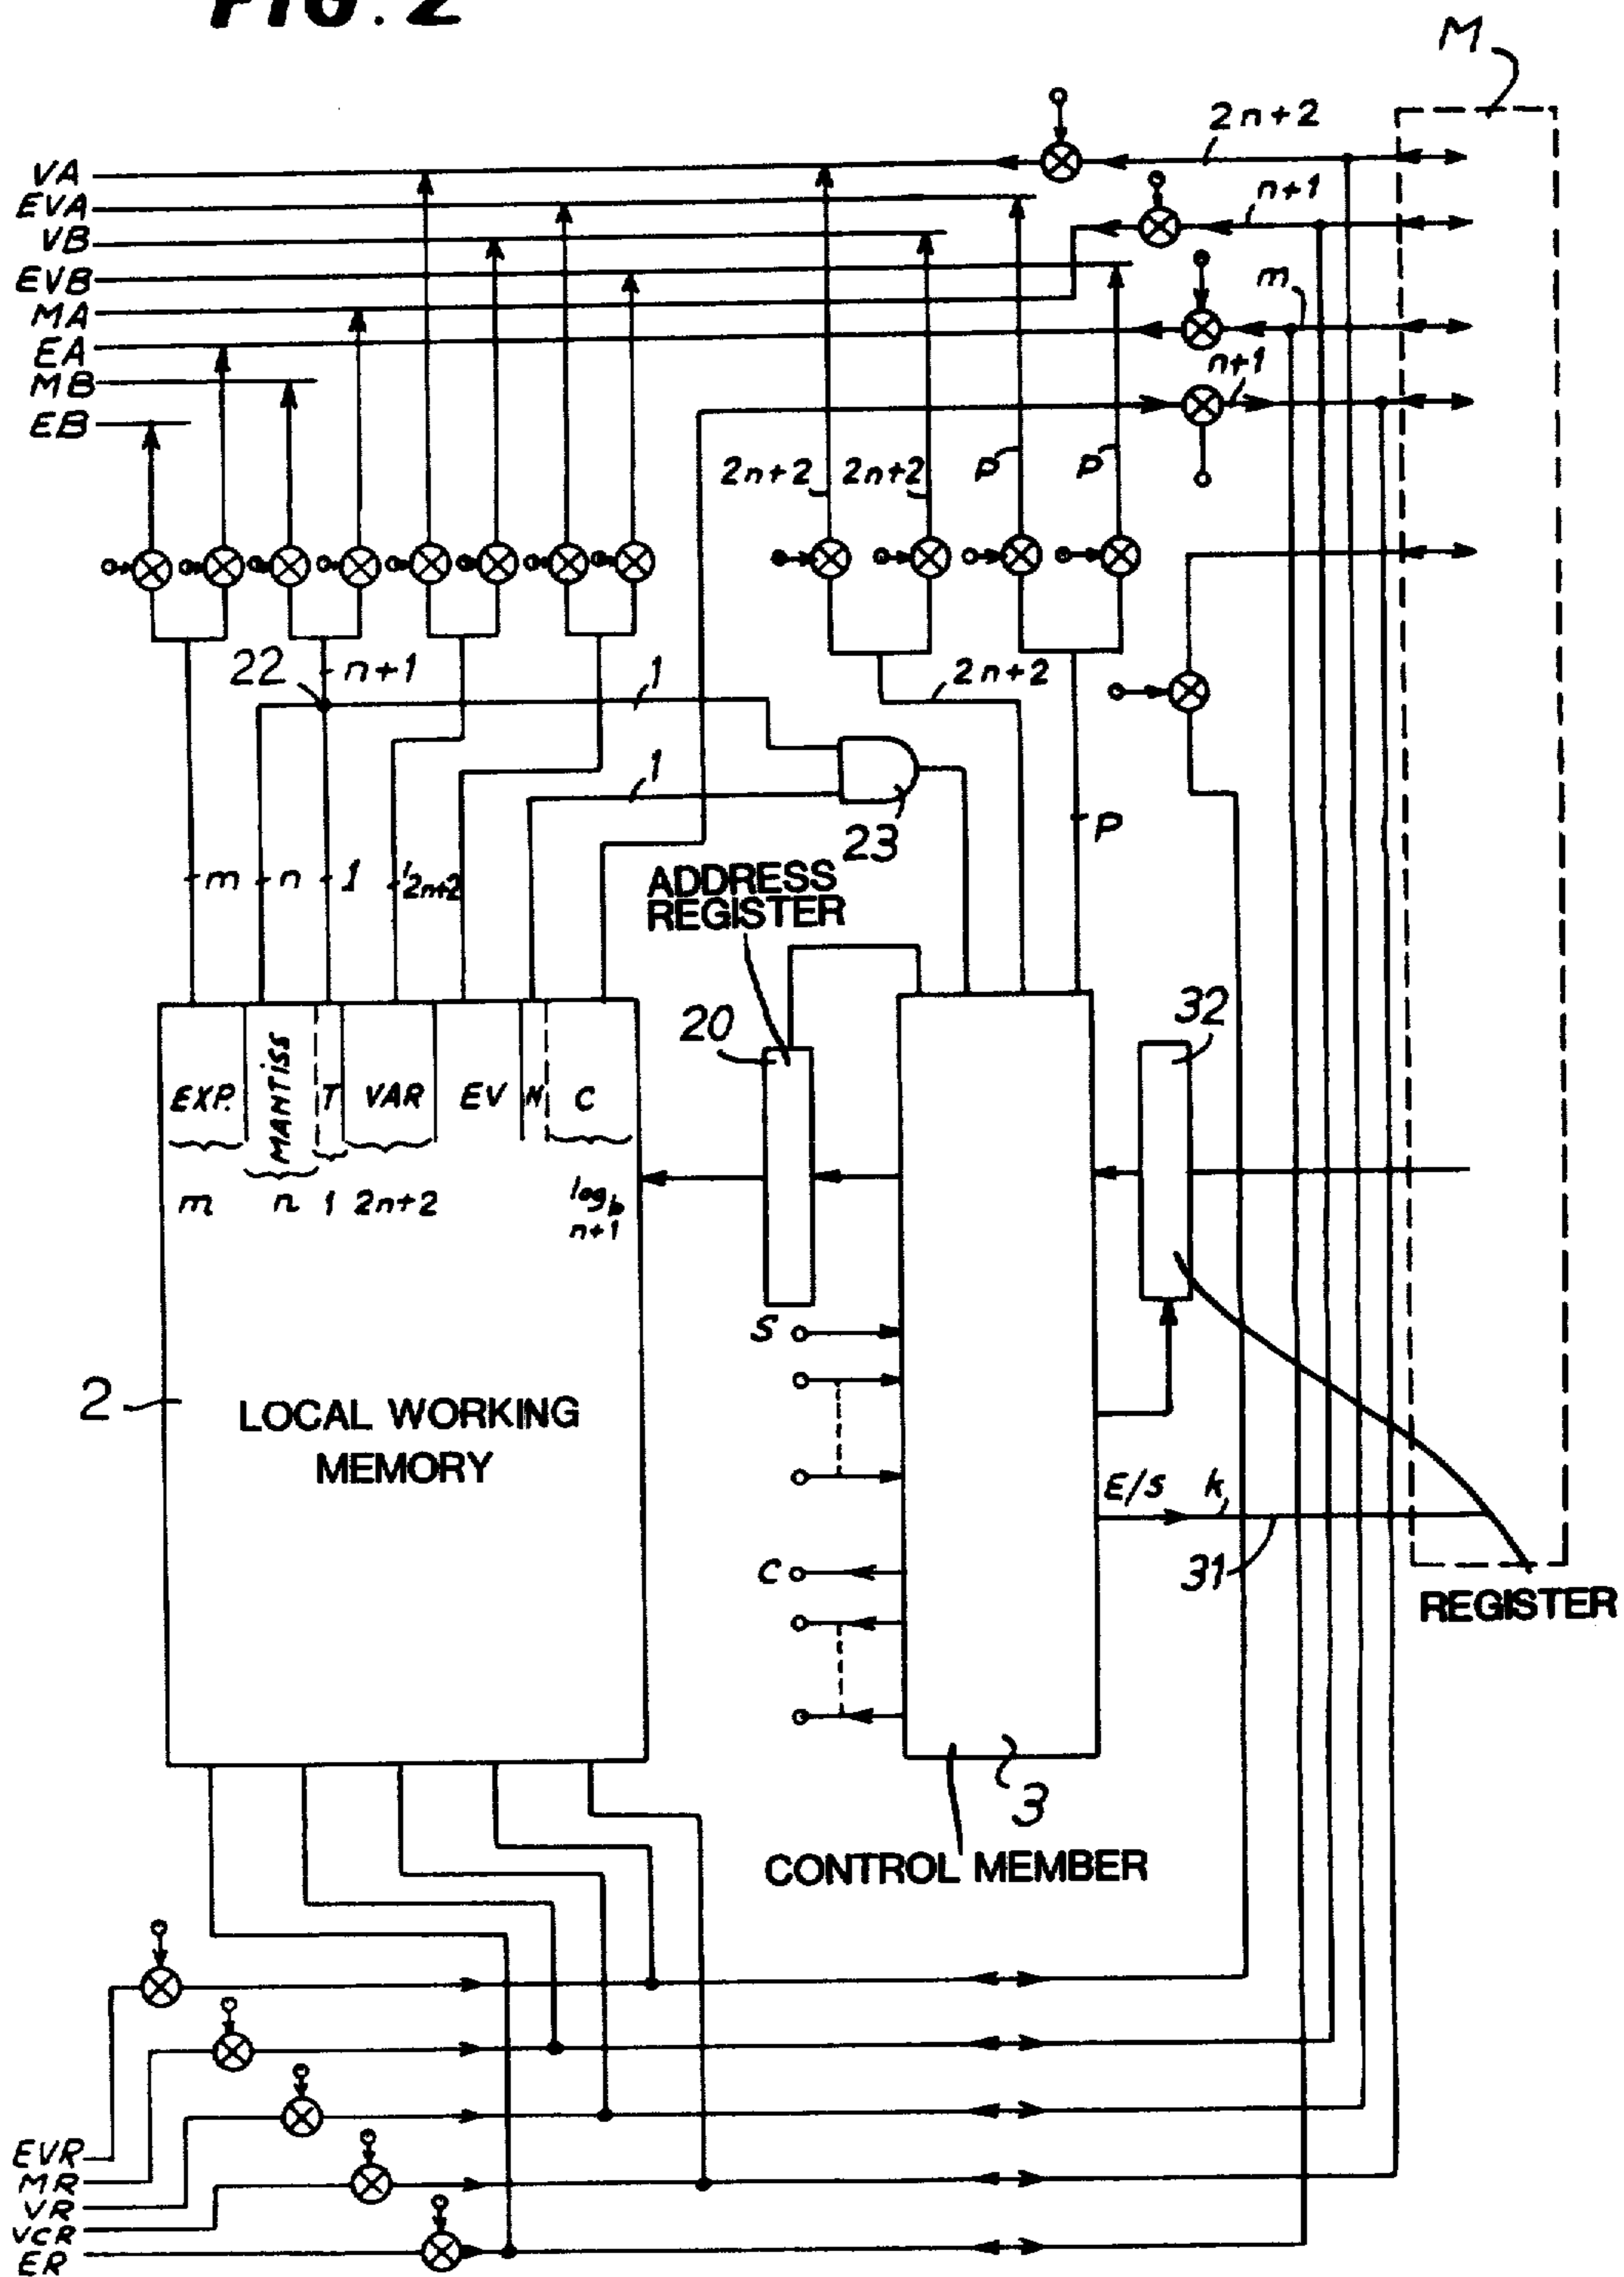 FIG. 2
M
2n+2
VA
n+1
EVA
VB
m
EVB
MA
EA
n+1
MB
EB
2n+2 2n+2 P P
22
n+1
1
2n+2
1
23
P
m n 1 2n+2
ADDRESS
REGISTER
20
32
EXP. MANTISS T VAR EV N C
m n 1 2n+2 log b
n+1
S
2
LOCAL WORKING
MEMORY
E/S k
C
31
REGISTER
3
CONTROL MEMBER
EVR
MR
VR
VCR
ER